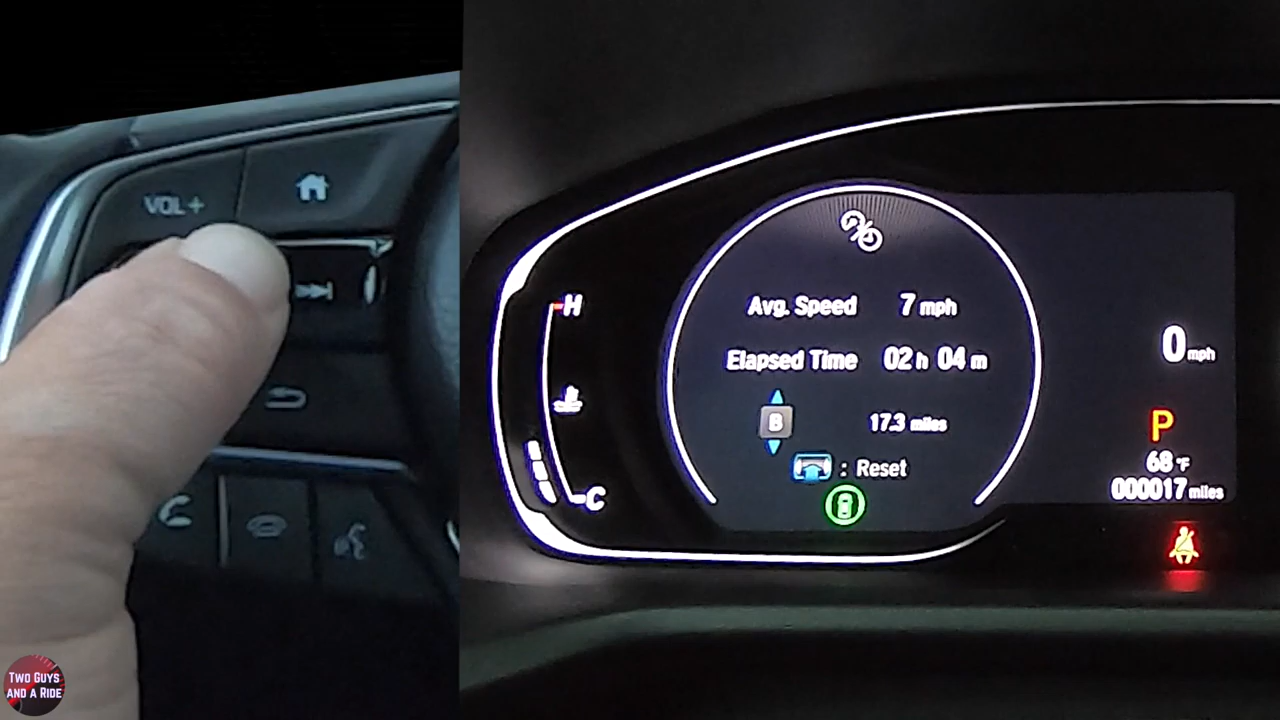 VOL+
H
Avg. Speed 7 mph
Elapsed Time 02 h 04 m
B 17.3 miles
: Reset
C
0 mph
P
68 °F
000017 miles
TWO GUYS
AND A RIDE